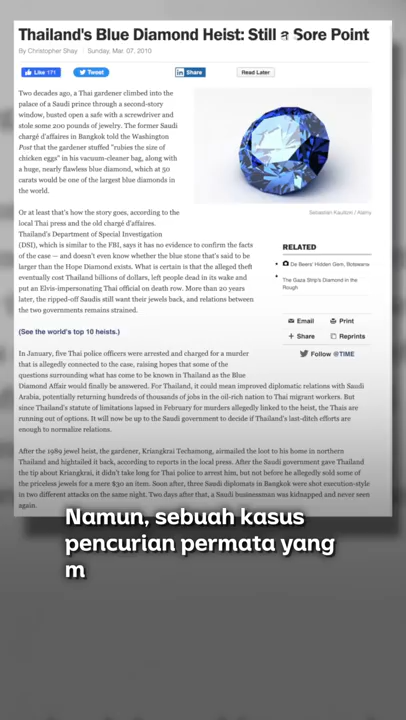 Thailand's Blue Diamond Heist: Still a Sore Point
By Christopher Shay | Sunday, Mar. 07, 2010
Like 171
Tweet
in Share
Read Later
Two decades ago, a Thai gardener climbed into the
palace of a Saudi prince through a second-story
window, busted open a safe with a screwdriver and
stole some 200 pounds of jewelry. The former Saudi
chargé d'affaires in Bangkok told the Washington
Post that the gardener stuffed "rubies the size of
chicken eggs" in his vacuum-cleaner bag, along with
a huge, nearly flawless blue diamond, which at 50
carats would be one of the largest blue diamonds in
the world.
Sebastian Kaulitzki / Alamy
Or at least that's how the story goes, according to the
local Thai press and the old chargé d'affaires.
Thailand's Department of Special Investigation
(DSI), which is similar to the FBI, says it has no evidence to confirm the facts
of the case — and doesn't even know whether the blue stone that's said to be
larger than the Hope Diamond exists. What is certain is that the alleged theft
eventually cost Thailand billions of dollars, left people dead in its wake and
put an Elvis-impersonating Thai official on death row. More than 20 years
later, the ripped-off Saudis still want their jewels back, and relations between
the two governments remains strained.
RELATED
De Beers' Hidden Gem, Botswana
The Gaza Strip's Diamond in the
Rough
Email
Print
Share
Reprints
Follow @TIME
(See the world's top 10 heists.)
In January, five Thai police officers were arrested and charged for a murder
that is allegedly connected to the case, raising hopes that some of the
questions surrounding what has come to be known in Thailand as the Blue
Diamond Affair would finally be answered. For Thailand, it could mean improved diplomatic relations with Saudi
Arabia, potentially returning hundreds of thousands of jobs in the oil-rich nation to Thai migrant workers. But
since Thailand's statute of limitations lapsed in February for murders allegedly linked to the heist, the Thais are
running out of options. It will now be up to the Saudi government to decide if Thailand's last-ditch efforts are
enough to normalize relations.
After the 1989 jewel heist, the gardener, Kriangkrai Techamong, airmailed the loot to his home in northern
Thailand and hightailed it back, according to reports in the local press. After the Saudi government gave Thailand
the tip about Kriangkrai, it didn't take long for Thai police to arrest him, but not before he allegedly sold some of
the priceless jewels for a mere $30 an item. Soon after, three Saudi diplomats in Bangkok were shot execution-style
in two different attacks on the same night. Two days after that, a Saudi businessman was kidnapped and never seen
again.
Namun, sebuah kasus
pencurian permata yang
m